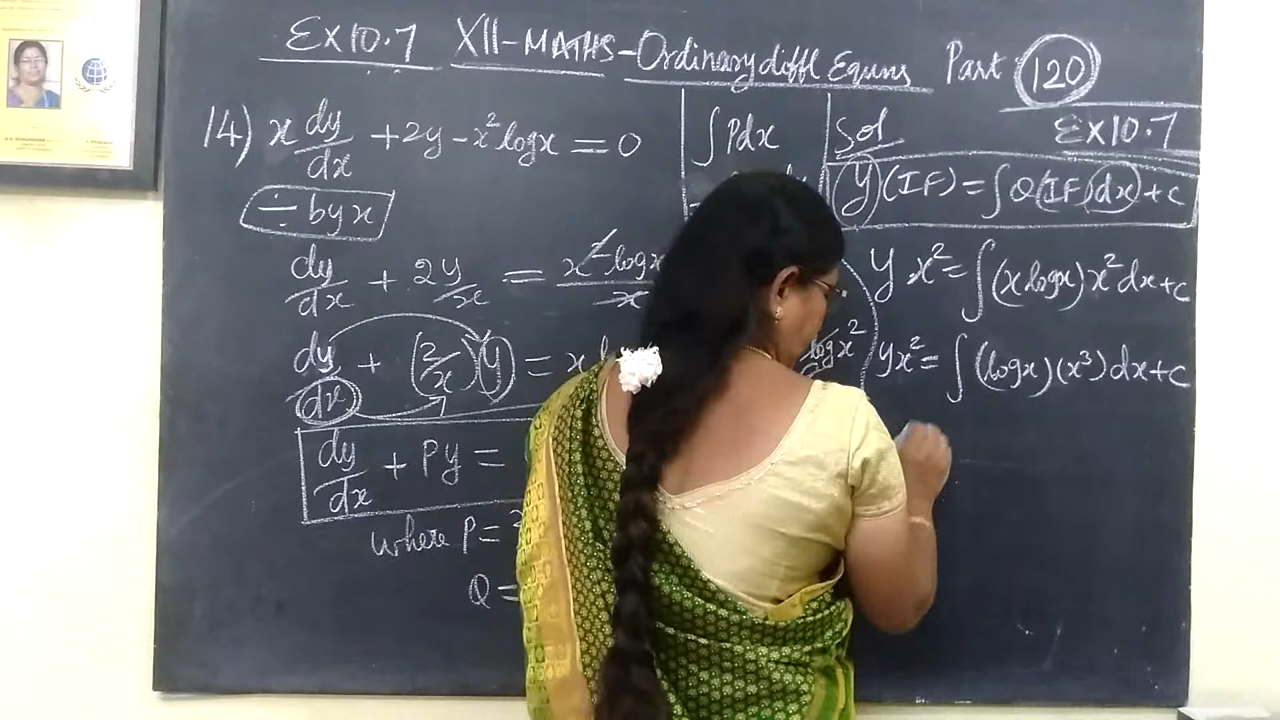 Ex 10.7 XII-MATHS-Ordinary diffl Equns Part 120
Ex 10.7
14) x dy/dx + 2y - x² log x = 0
÷ by x
dy/dx + 2y/x = x² log x/x
dy/dx + (2/x)(y) = x
dy/dx + Py =
where P = 2
Q =
∫Pdx
log x²
Sol
y(IF) = ∫Q(IF)dx + c
y x² = ∫(x log x) x² dx + c
y x² = ∫(log x)(x³) dx + c